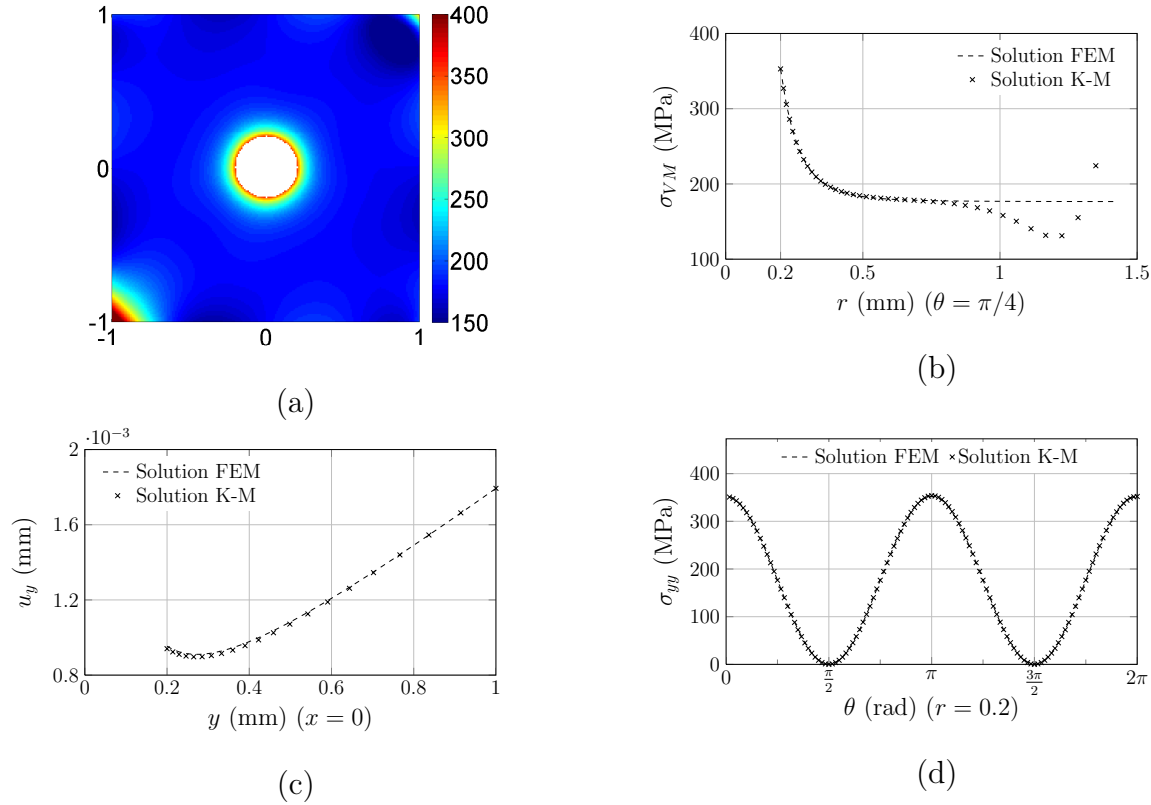 1
0
-1
-1
0
1
400
350
300
250
200
150
(a)
400
300
200
100
σ_VM (MPa)
Solution FEM
Solution K-M
0
0.2
0.5
1
1.5
r (mm) (θ = π/4)
(b)
·10⁻³
2
1.6
1.2
0.8
u_y (mm)
Solution FEM
Solution K-M
0
0.2
0.4
0.6
0.8
1
y (mm) (x = 0)
(c)
400
300
200
100
0
σ_yy (MPa)
Solution FEM Solution K-M
0
π/2
π
3π/2
2π
θ (rad) (r = 0.2)
(d)